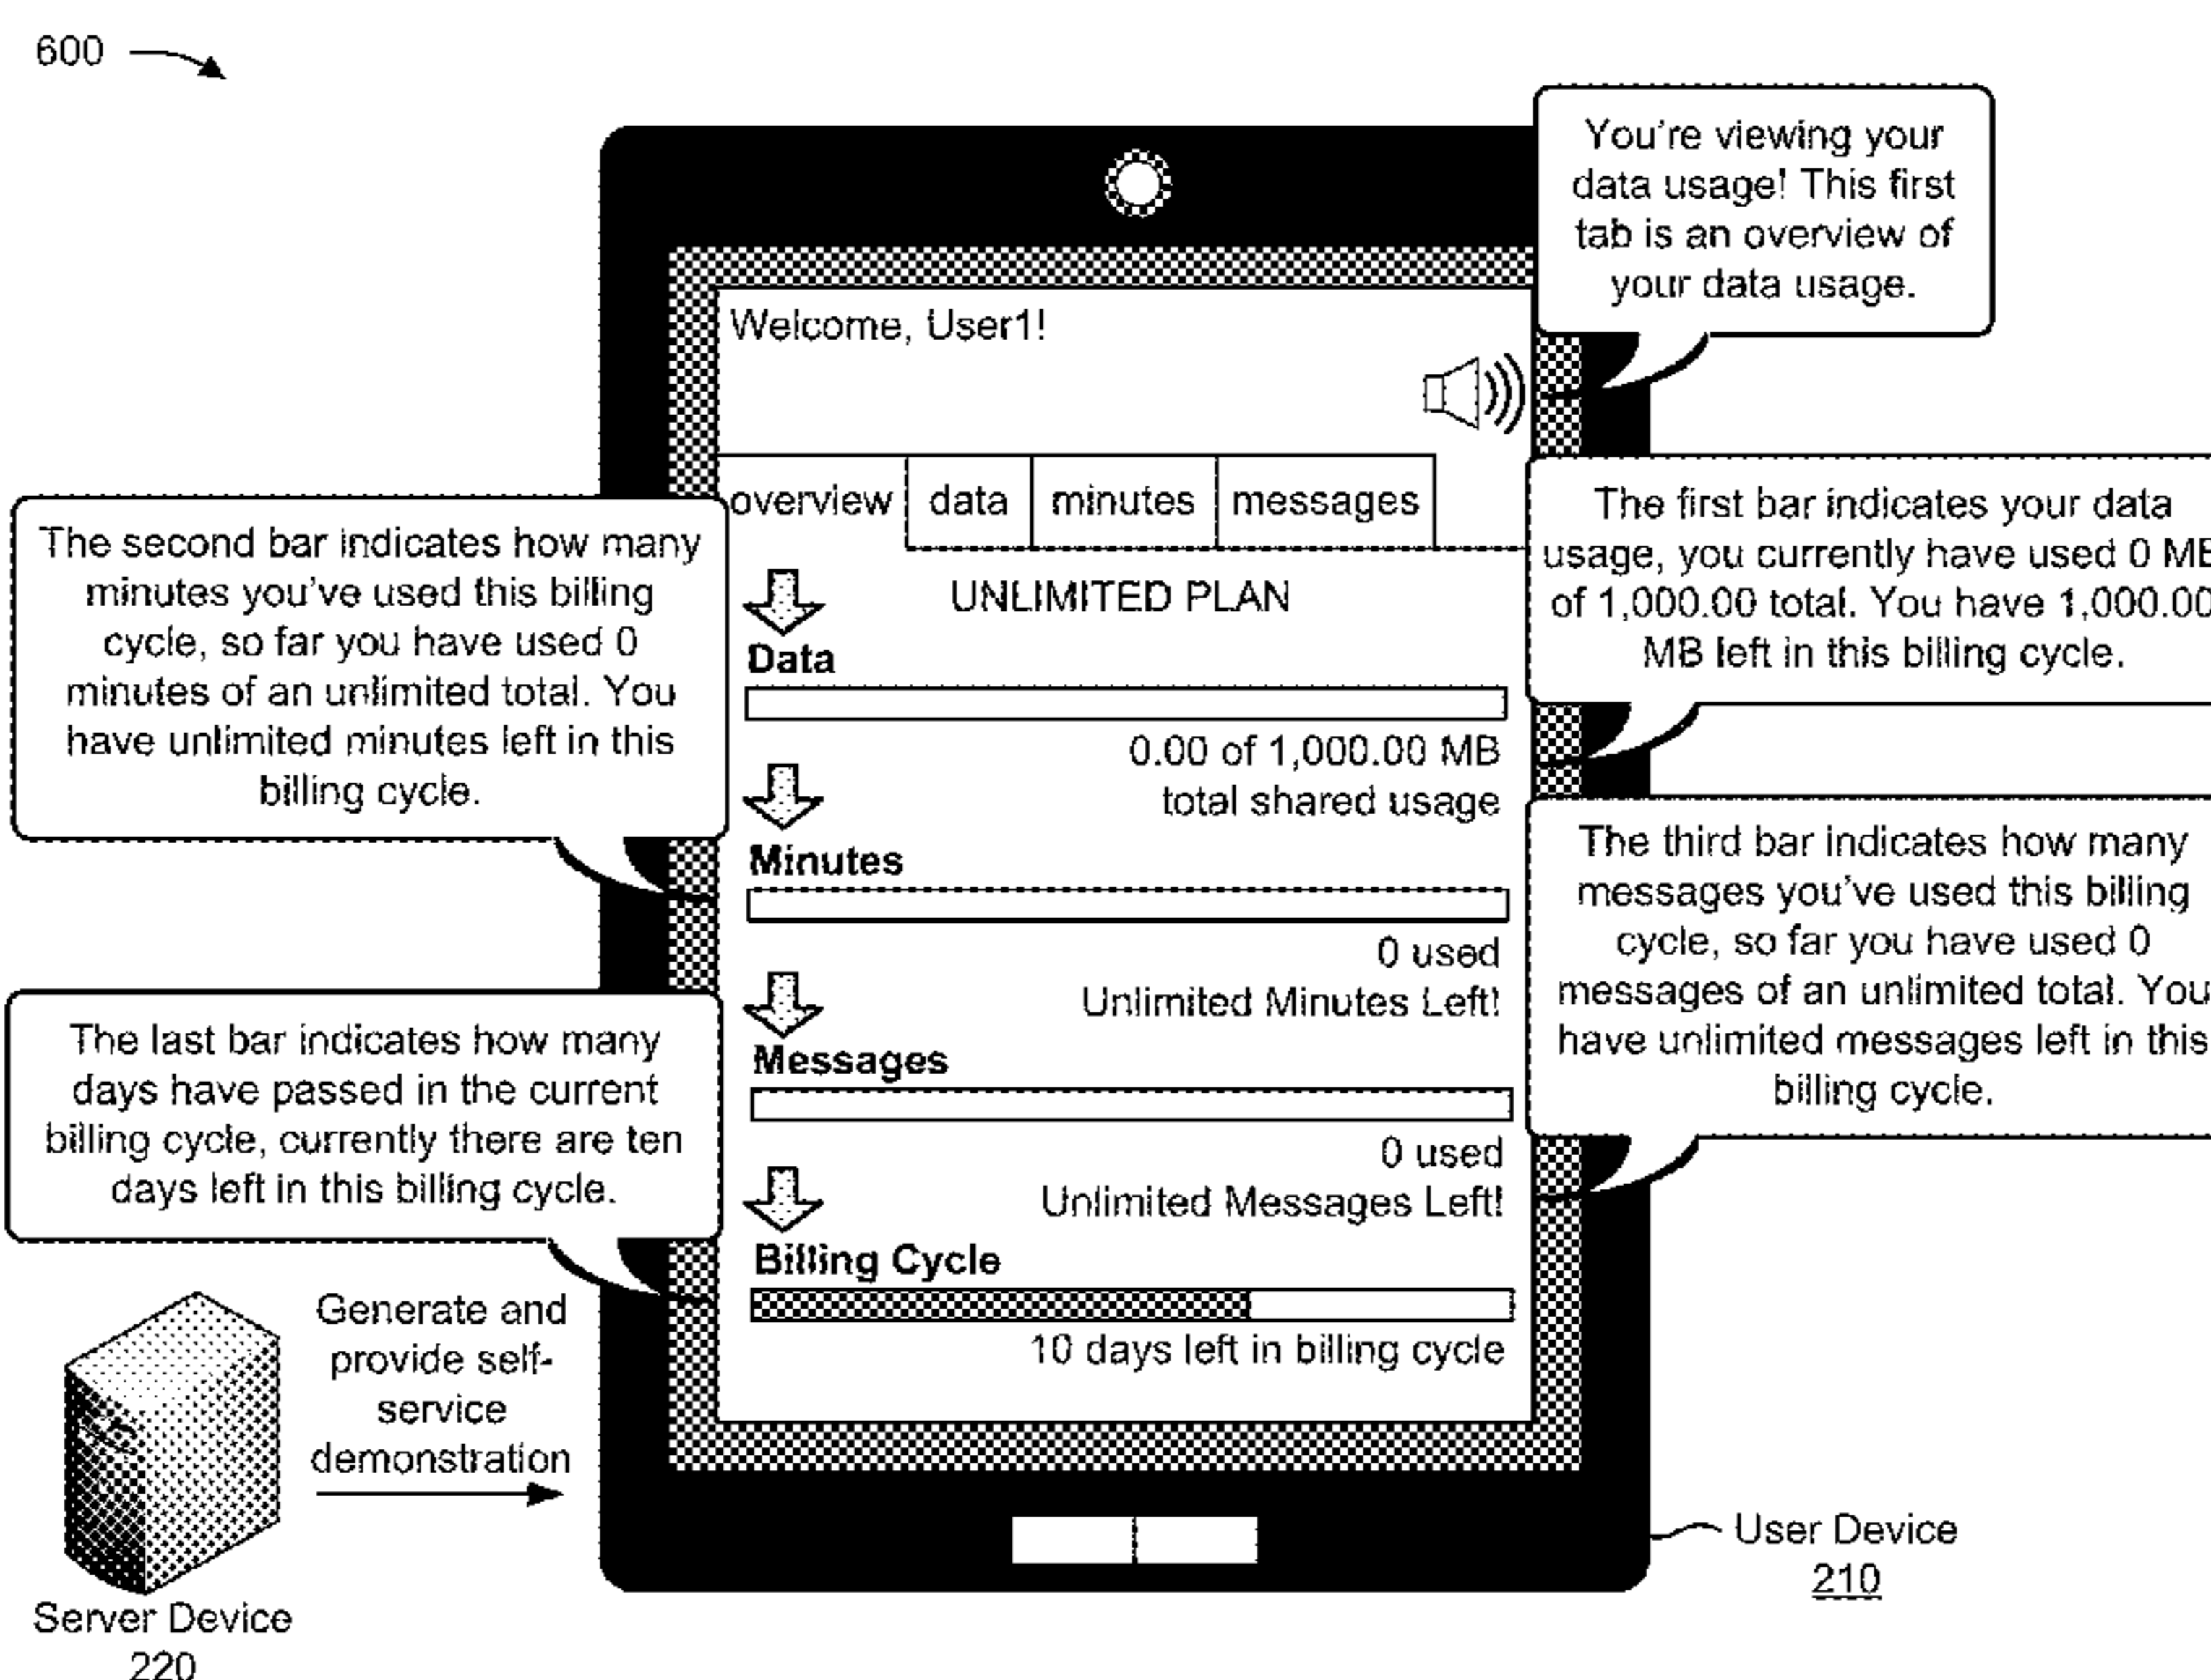 600
You're viewing your
data usage! This first
tab is an overview of
your data usage.
Welcome, User1!
overview
data
minutes
messages
The first bar indicates your data
usage, you currently have used 0 MB
of 1,000.00 total. You have 1,000.00
MB left in this billing cycle.
The second bar indicates how many
minutes you've used this billing
cycle, so far you have used 0
minutes of an unlimited total. You
have unlimited minutes left in this
billing cycle.
UNLIMITED PLAN
Data
0.00 of 1,000.00 MB
total shared usage
Minutes
0 used
Unlimited Minutes Left!
The third bar indicates how many
messages you've used this billing
cycle, so far you have used 0
messages of an unlimited total. You
have unlimited messages left in this
billing cycle.
The last bar indicates how many
days have passed in the current
billing cycle, currently there are ten
days left in this billing cycle.
Messages
0 used
Unlimited Messages Left!
Billing Cycle
10 days left in billing cycle
Generate and
provide self-
service
demonstration
Server Device
220
User Device
210